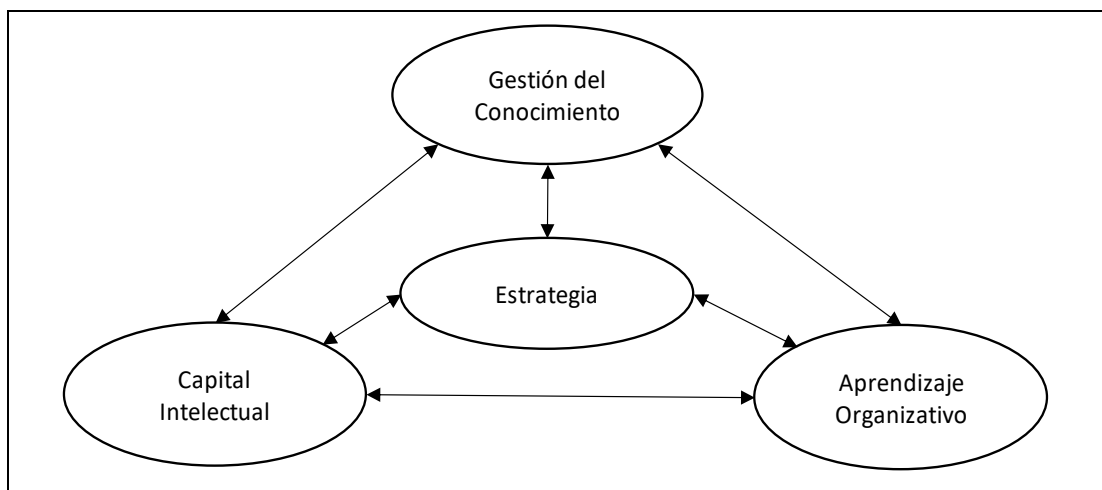 Gestión del
Conocimiento
Estrategia
Capital
Intelectual
Aprendizaje
Organizativo